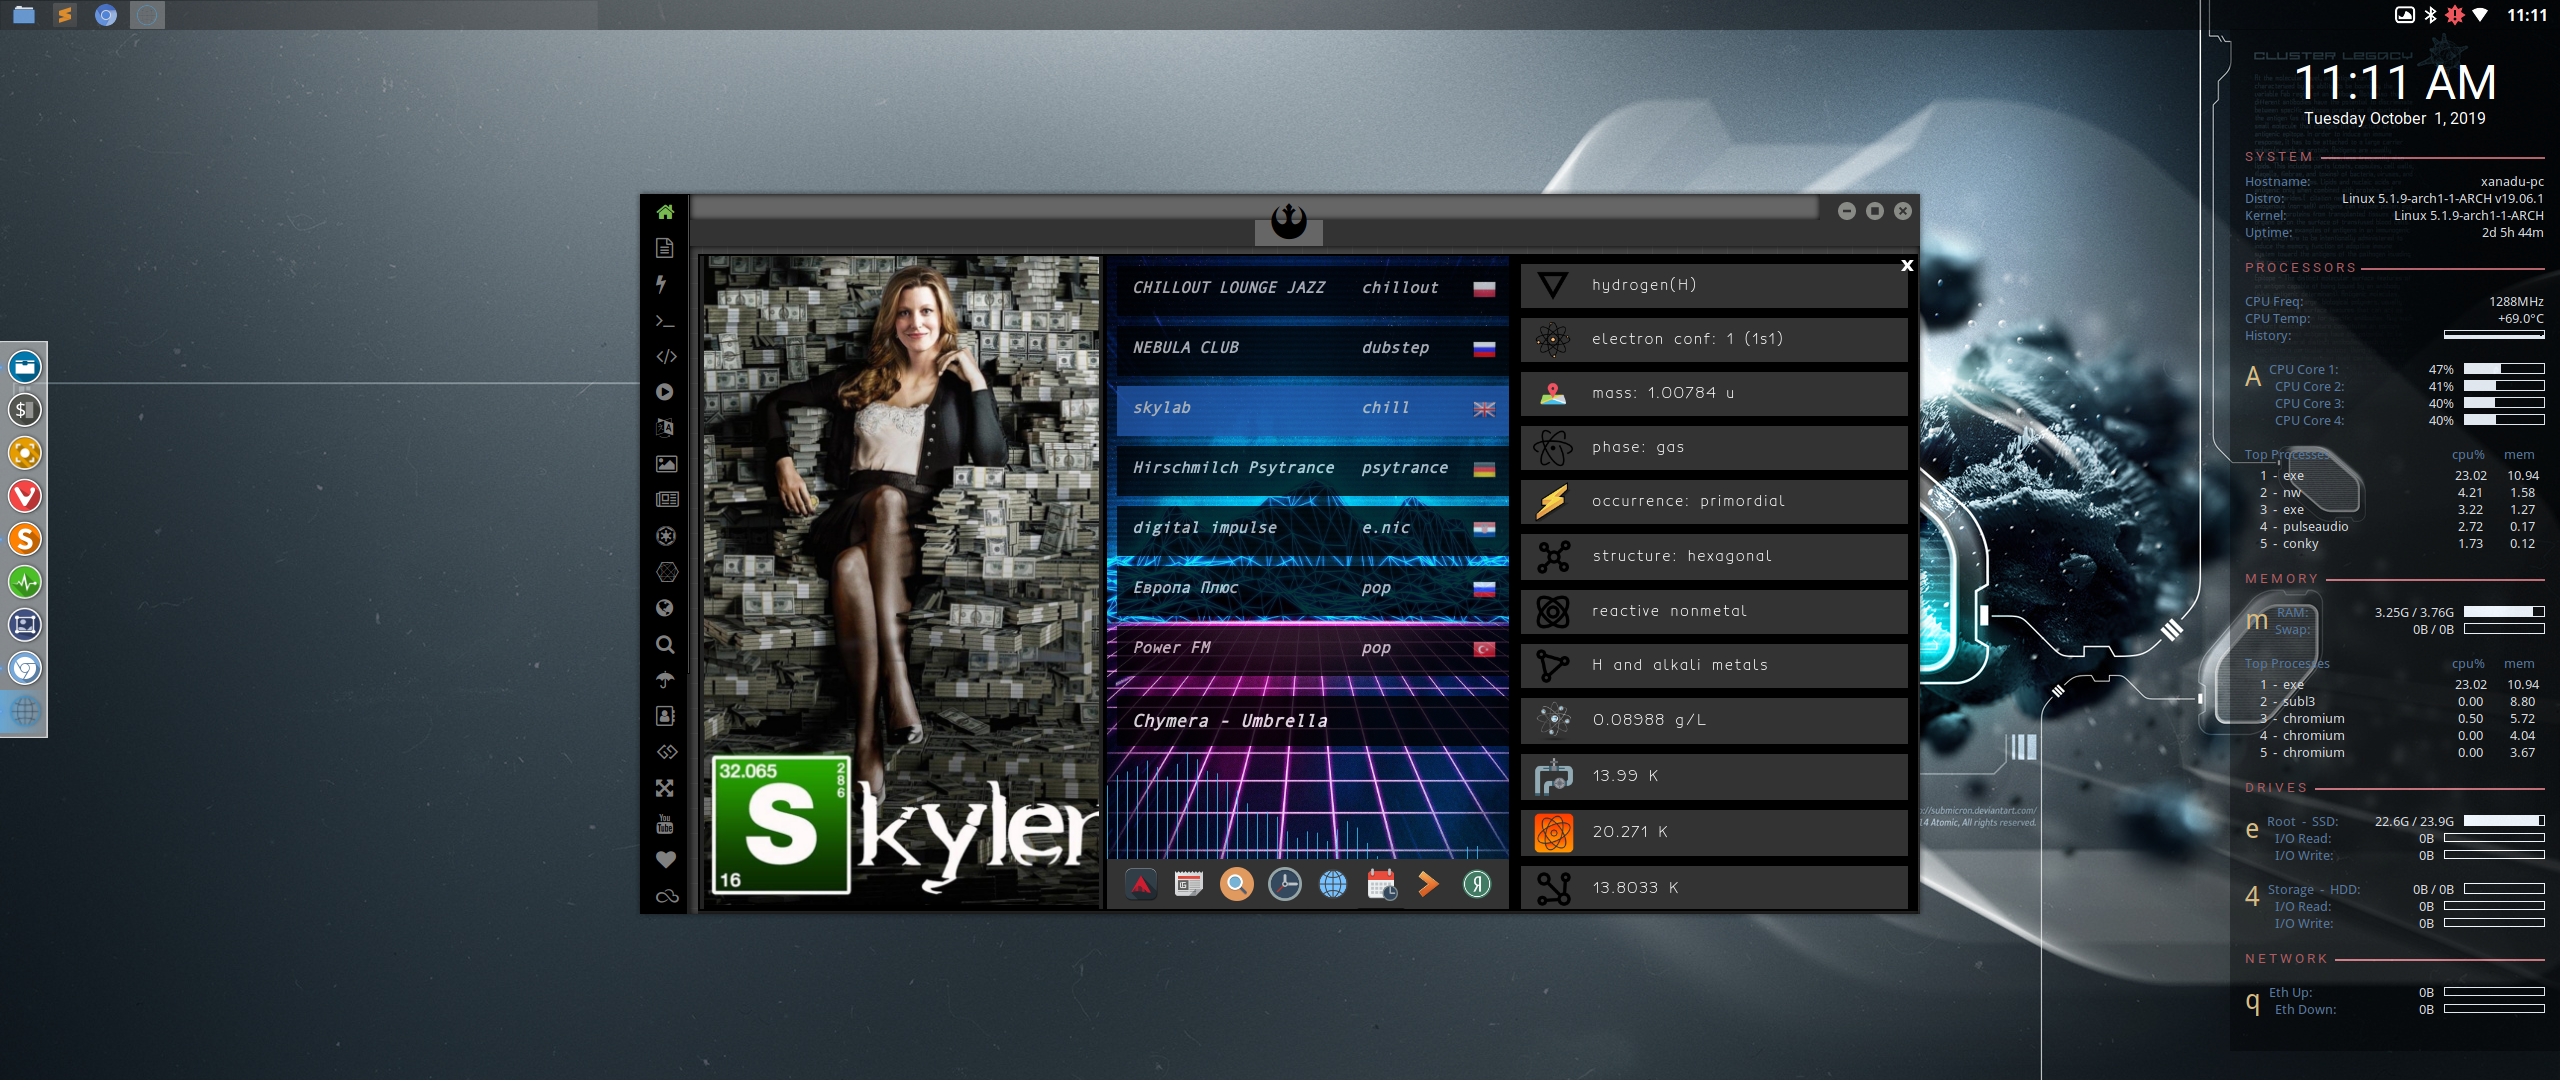 11:11
CHILLOUT LOUNGE JAZZ chillout
NEBULA CLUB dubstep
skylab chill
Hirschmilch Psytrance psytrance
digital impulse e.nic
Европа Плюс pop
Power FM pop
Chymera - Umbrella
32.065
2
8
6
S
16
kyler
You
Tube
x
hydrogen(H)
electron conf: 1 (1s1)
mass: 1.00784 u
phase: gas
occurrence: primordial
structure: hexagonal
reactive nonmetal
H and alkali metals
0.08988 g/L
13.99 K
20.271 K
13.8033 K
://submicron.deviantart.com/
14 Atomic, All rights reserved.
CLUSTER LEGACY
11:11 AM
Tuesday October 1, 2019
SYSTEM
Hostname: xanadu-pc
Distro: Linux 5.1.9-arch1-1-ARCH v19.06.1
Kernel: Linux 5.1.9-arch1-1-ARCH
Uptime: 2d 5h 44m
PROCESSORS
CPU Freq: 1288MHz
CPU Temp: +69.0°C
History:
A CPU Core 1: 47%
CPU Core 2: 41%
CPU Core 3: 40%
CPU Core 4: 40%
Top Processes cpu% mem
1 - exe 23.02 10.94
2 - nw 4.21 1.58
3 - exe 3.22 1.27
4 - pulseaudio 2.72 0.17
5 - conky 1.73 0.12
MEMORY
m RAM: 3.25G / 3.76G
Swap: 0B / 0B
Top Processes cpu% mem
1 - exe 23.02 10.94
2 - subl3 0.00 8.80
3 - chromium 0.50 5.72
4 - chromium 0.00 4.04
5 - chromium 0.00 3.67
DRIVES
e Root - SSD: 22.6G / 23.9G
I/O Read: 0B
I/O Write: 0B
4 Storage - HDD: 0B / 0B
I/O Read: 0B
I/O Write: 0B
NETWORK
q Eth Up: 0B
Eth Down: 0B